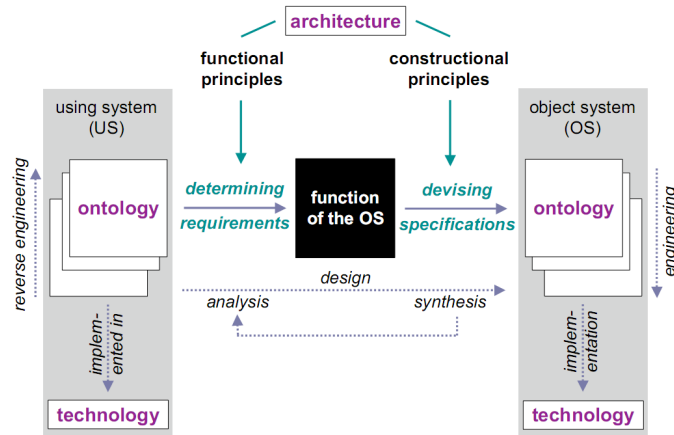 architecture
functional
principles
constructional
principles
using system
(US)
object system
(OS)
reverse engineering
ontology
determining
requirements
function
of the OS
devising
specifications
ontology
engineering
design
analysis
synthesis
implem-
ented in
implem-
entation
technology
technology